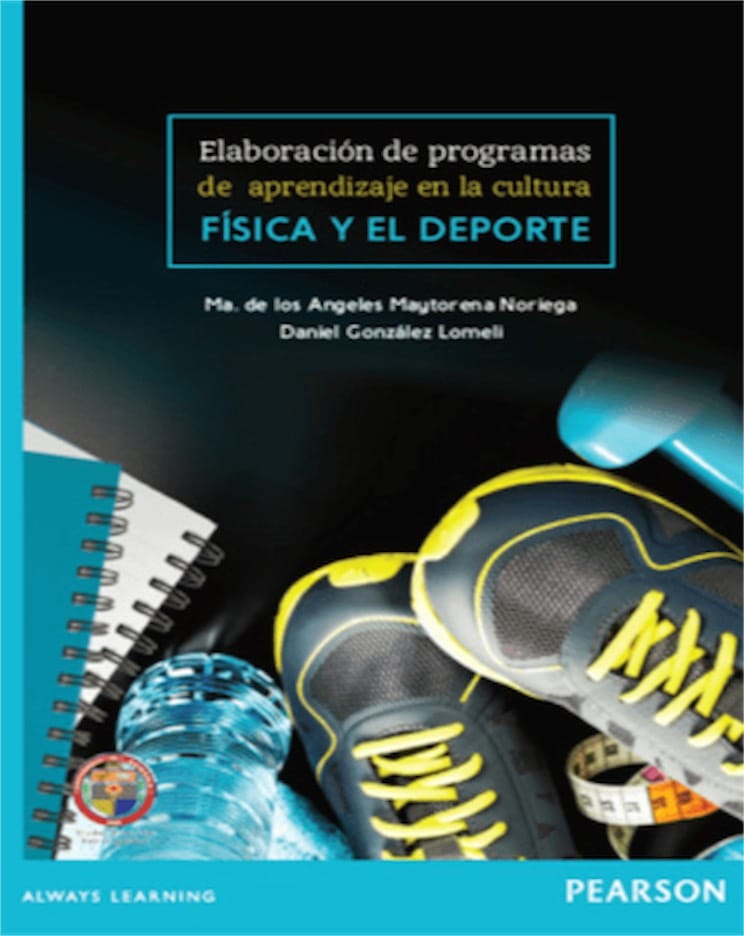 Elaboración de programas
de aprendizaje en la cultura
FÍSICA Y EL DEPORTE
Ma. de los Angeles Maytorena Noriega
Daniel González Lomeli
ALWAYS LEARNING
PEARSON